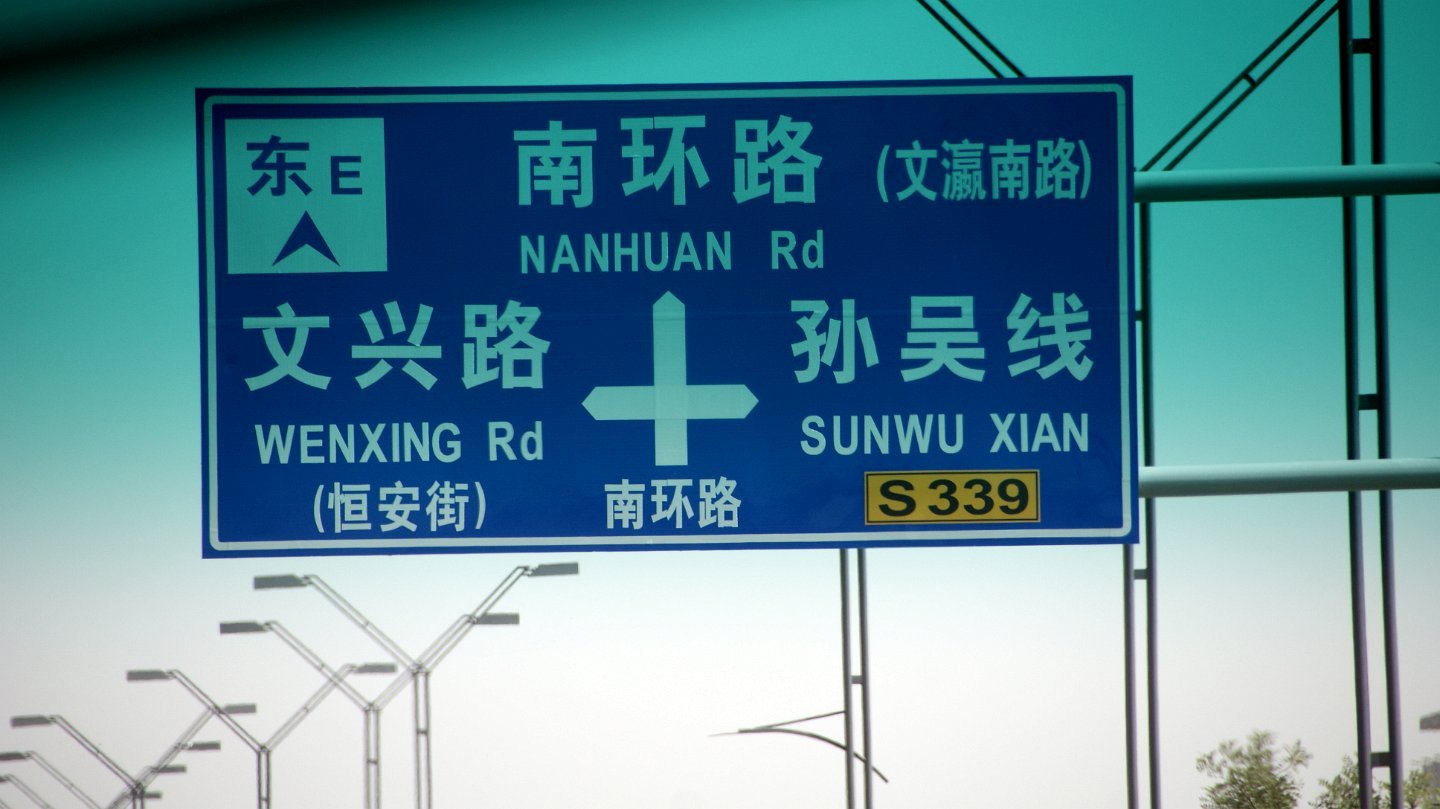 东 E
南环路 (文瀛南路)
NANHUAN Rd
文兴路
WENXING Rd
(恒安街)
南环路
孙吴线
SUNWU XIAN
S339